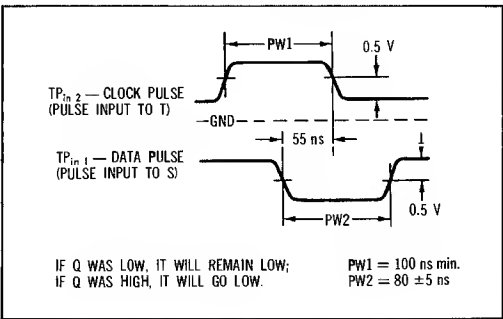 PW1
0.5 V
TPin 2 — CLOCK PULSE
(PULSE INPUT TO T)
GND
55 ns
TPin 1 — DATA PULSE
(PULSE INPUT TO S)
0.5 V
PW2
IF Q WAS LOW, IT WILL REMAIN LOW;
IF Q WAS HIGH, IT WILL GO LOW.
PW1 = 100 ns min.
PW2 = 80 ±5 ns